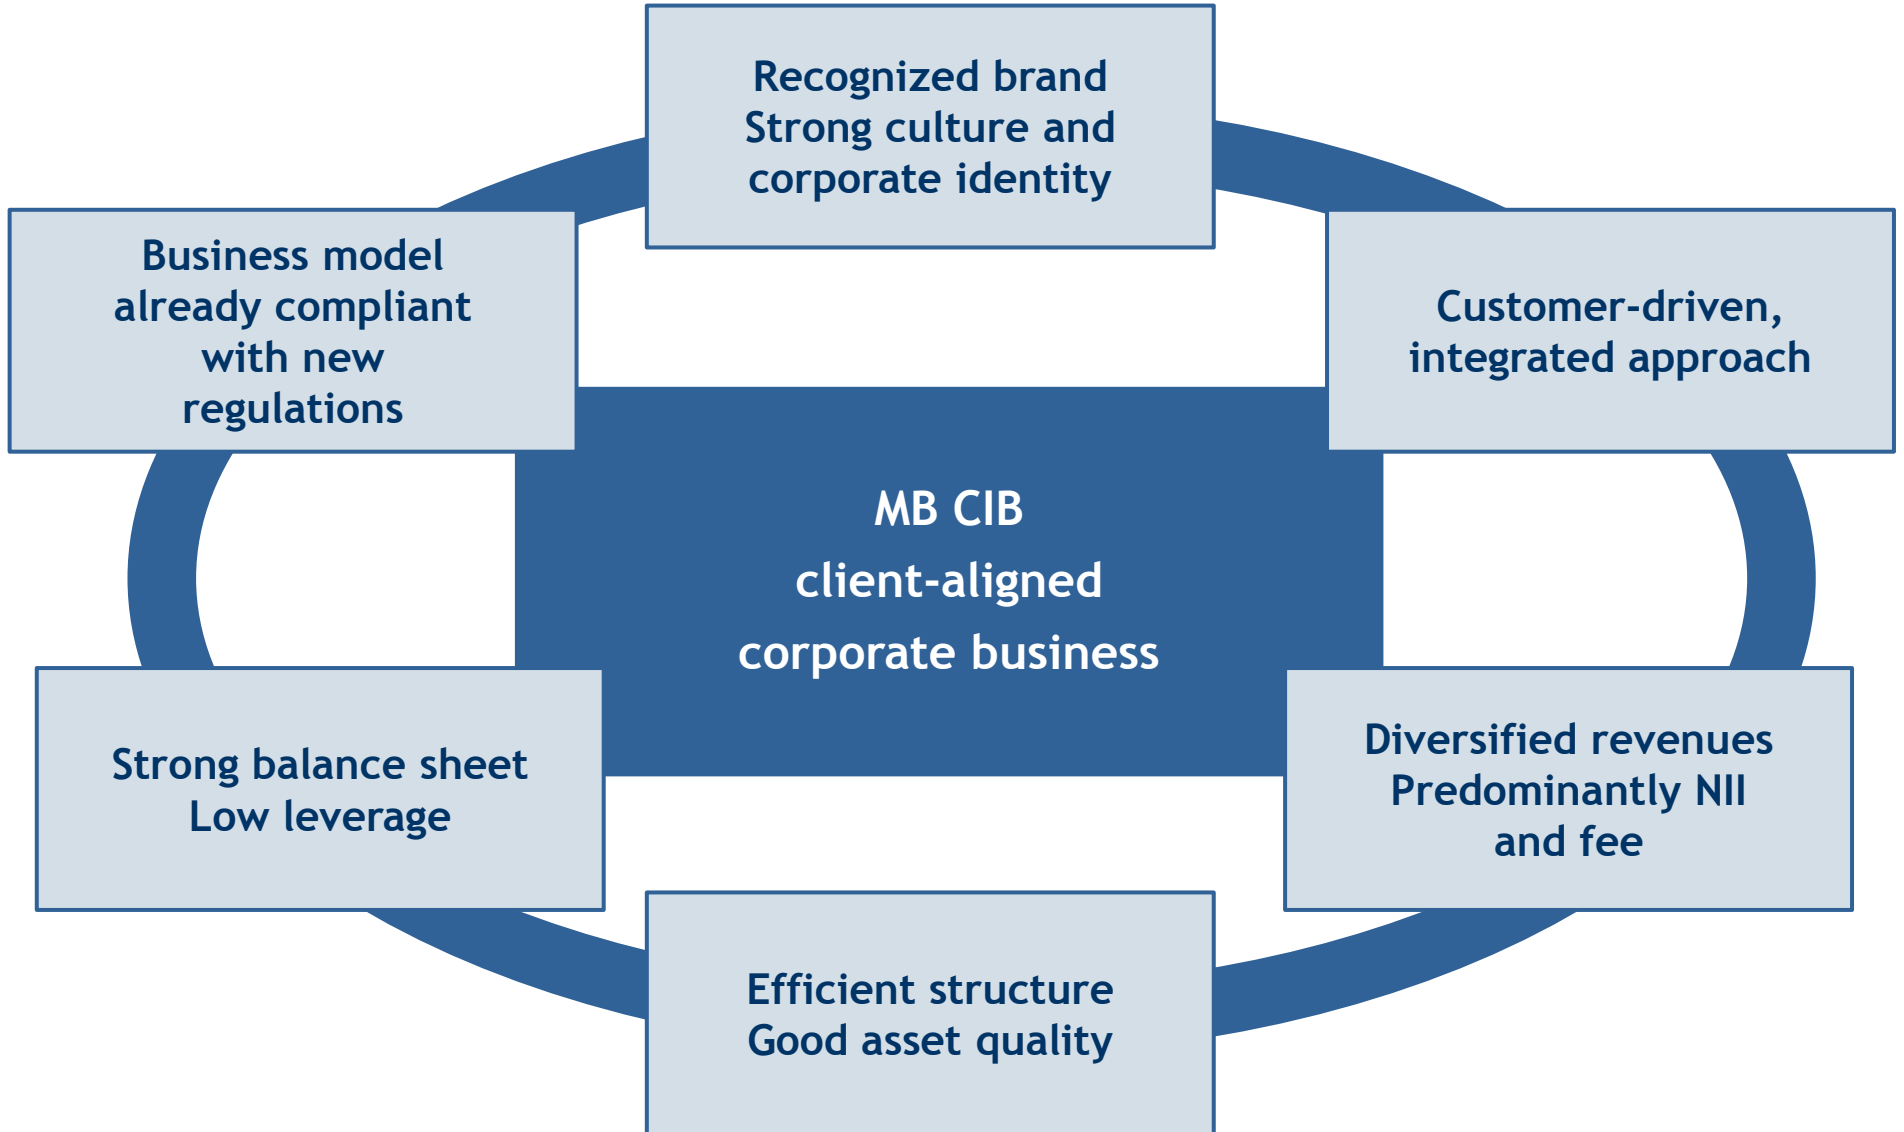 Recognized brand
Strong culture and
corporate identity
Business model
already compliant
with new
regulations
Customer-driven,
integrated approach
MB CIB
client-aligned
corporate business
Strong balance sheet
Low leverage
Diversified revenues
Predominantly NII
and fee
Efficient structure
Good asset quality